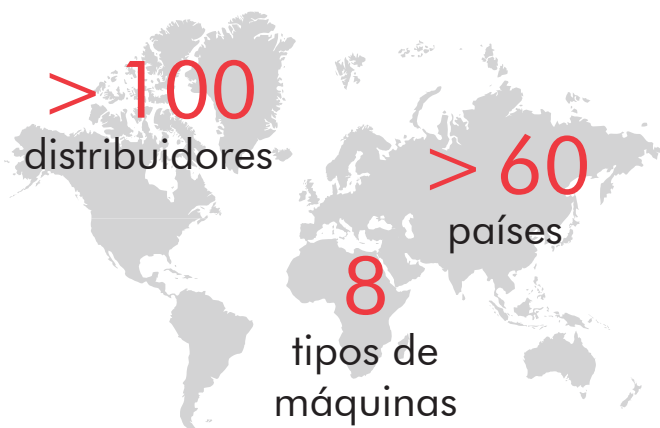 > 100
distribuidores
> 60
países
8
tipos de
máquinas